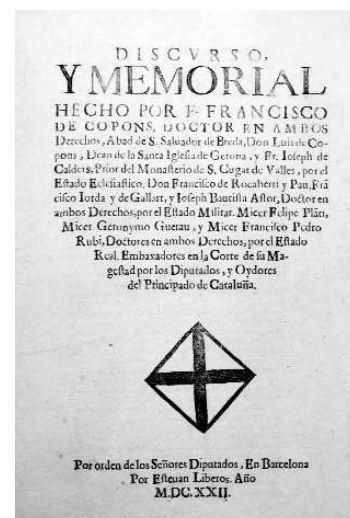 DISCVRSO,
Y MEMORIAL
HECHO POR F. FRANCISCO
DE COPONS, DOCTOR EN AMBOS
Derechos, Abad de S. Saluador de Breda, Don Luis de Co-
pons, Dean de la Santa Iglesia de Gerona, y Fr. Ioseph de
Calders, Prior del Monasterio de S. Cugat de Valles, por el
Estado Eclesiastico. Don Francisco de Rocaberti y Pau, Frã
cisco Iorda y de Gallart, y Ioseph Bautista Astor, Doctor en
ambos Derechos, por el Estado Militar. Micer Felipe
Micer Geronymo Guerau, y Micer Francisco Pedro
Rubi, Doctores en ambos Derechos, por el Estado
Real. Embaxadores en la Corte de su Ma-
gestad por los Diputados, y Oydores
del Principado de Cataluña.
Por orden de los Señores Diputados, En Barcelona
Por Esteuan Liberos. Año
M.DC.XXII.